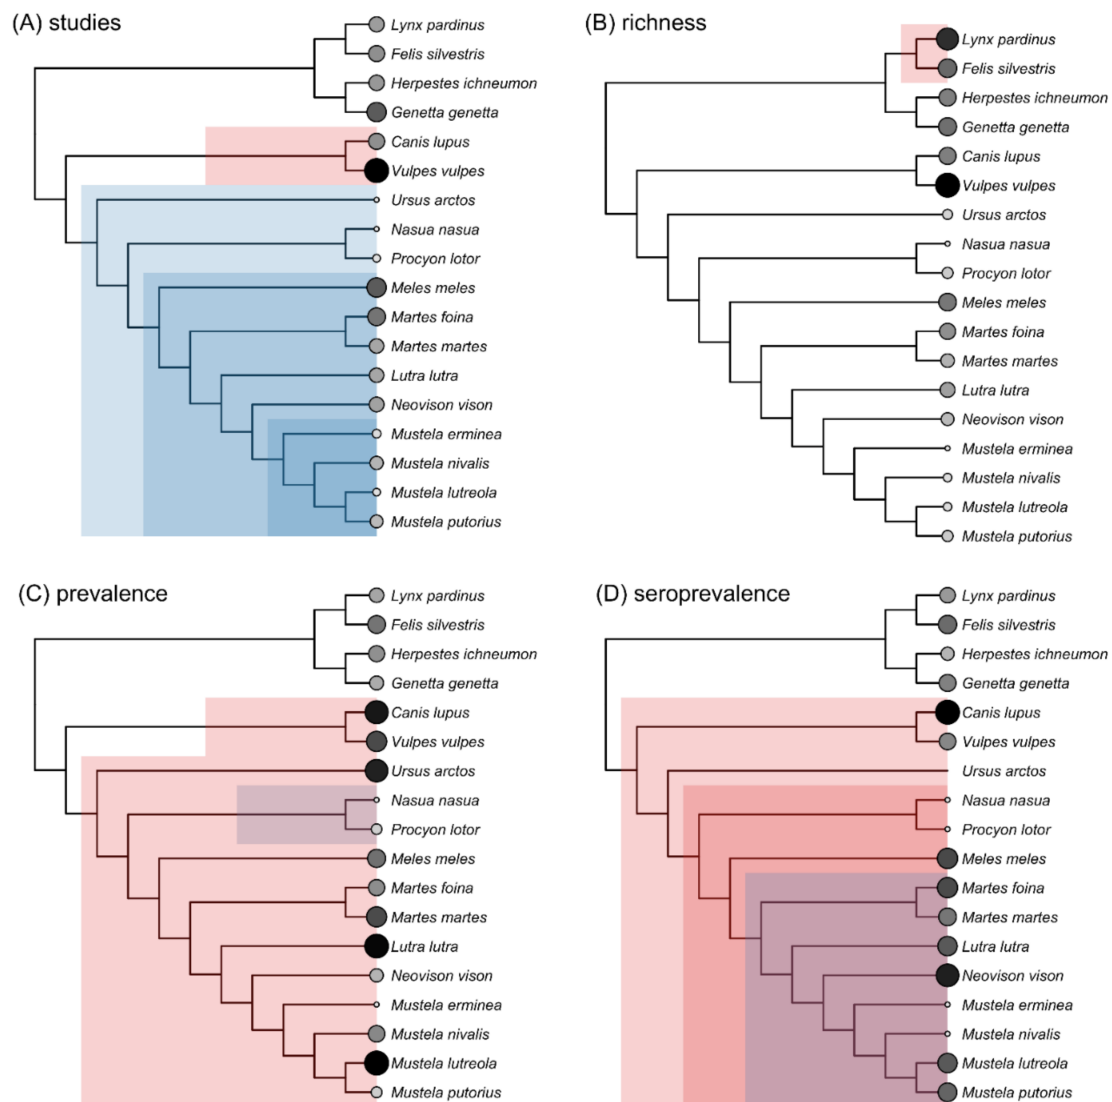 (A) studies
Lynx pardinus
Felis silvestris
Herpestes ichneumon
Genetta genetta
Canis lupus
Vulpes vulpes
Ursus arctos
Nasua nasua
Procyon lotor
Meles meles
Martes foina
Martes martes
Lutra lutra
Neovison vison
Mustela erminea
Mustela nivalis
Mustela lutreola
Mustela putorius
(B) richness
Lynx pardinus
Felis silvestris
Herpestes ichneumon
Genetta genetta
Canis lupus
Vulpes vulpes
Ursus arctos
Nasua nasua
Procyon lotor
Meles meles
Martes foina
Martes martes
Lutra lutra
Neovison vison
Mustela erminea
Mustela nivalis
Mustela lutreola
Mustela putorius
(C) prevalence
Lynx pardinus
Felis silvestris
Herpestes ichneumon
Genetta genetta
Canis lupus
Vulpes vulpes
Ursus arctos
Nasua nasua
Procyon lotor
Meles meles
Martes foina
Martes martes
Lutra lutra
Neovison vison
Mustela erminea
Mustela nivalis
Mustela lutreola
Mustela putorius
(D) seroprevalence
Lynx pardinus
Felis silvestris
Herpestes ichneumon
Genetta genetta
Canis lupus
Vulpes vulpes
Ursus arctos
Nasua nasua
Procyon lotor
Meles meles
Martes foina
Martes martes
Lutra lutra
Neovison vison
Mustela erminea
Mustela nivalis
Mustela lutreola
Mustela putorius